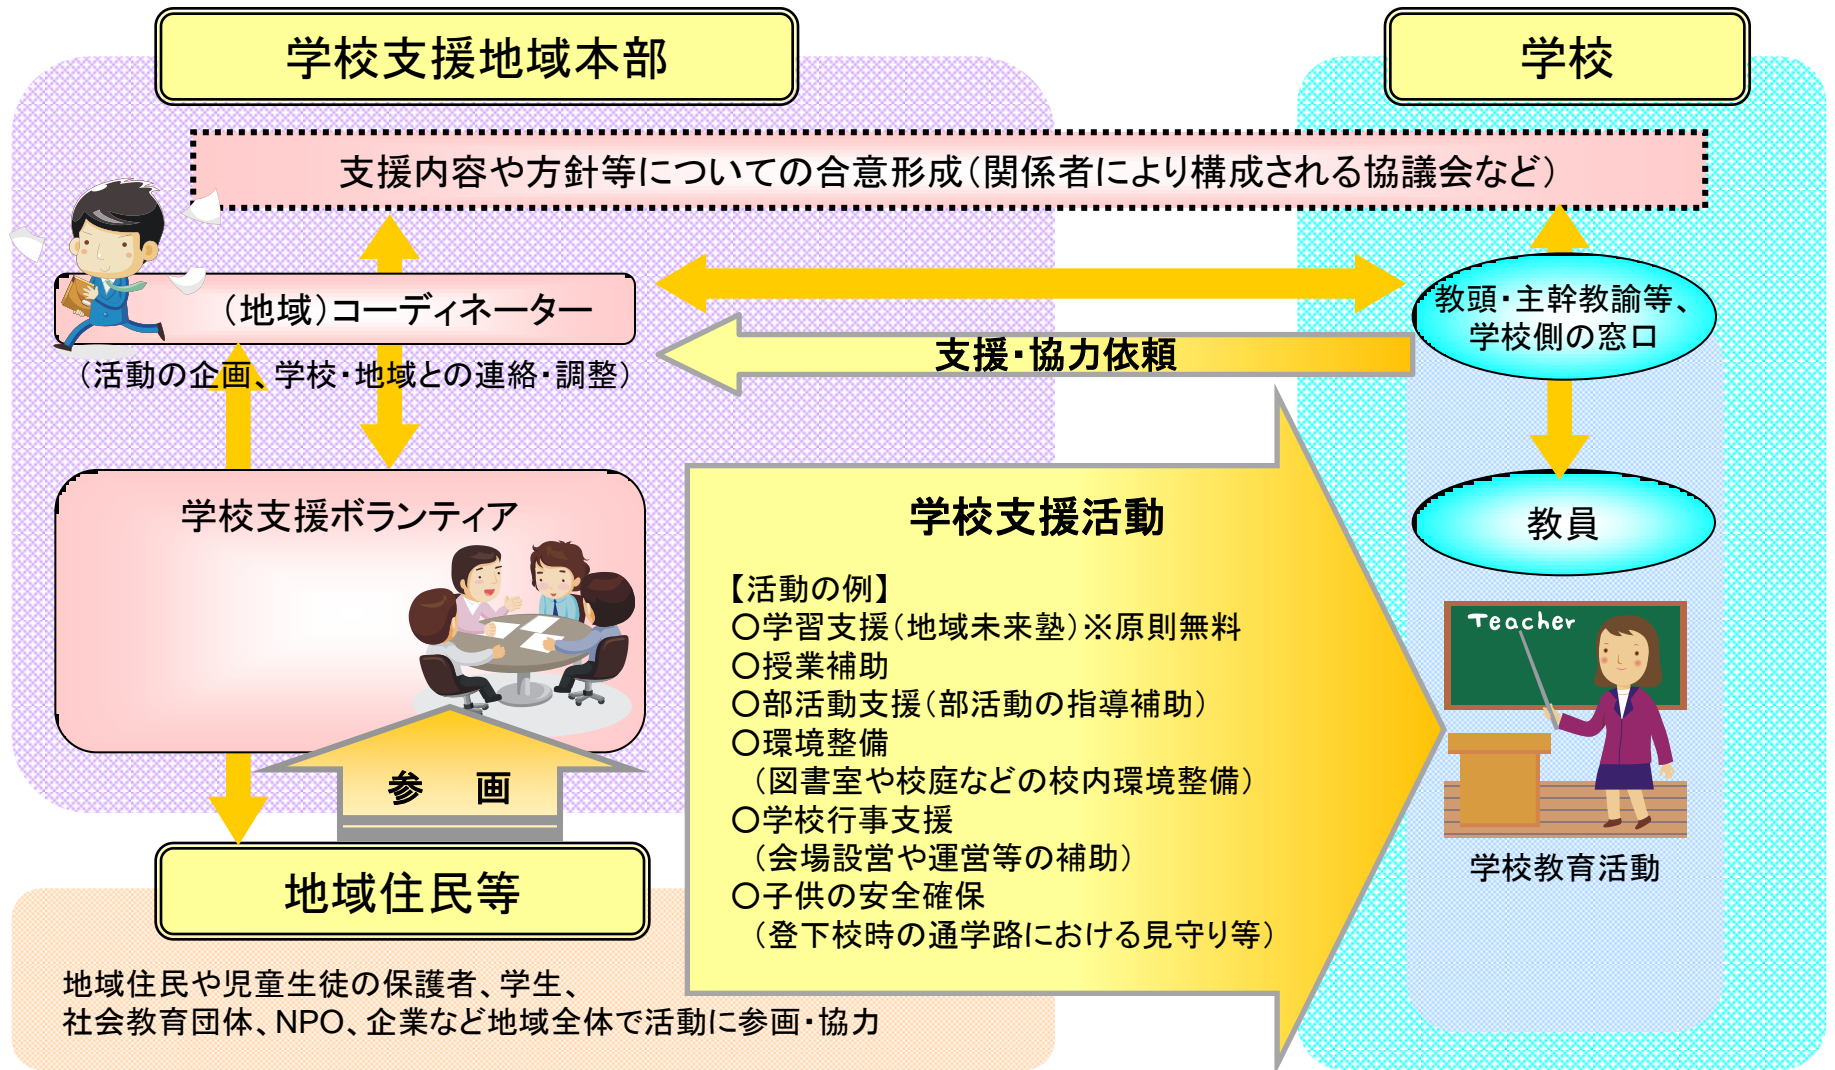 学校支援地域本部
学校
支援内容や方針等についての合意形成（関係者により構成される協議会など）
（地域）コーディネーター
（活動の企画、学校・地域との連絡・調整）
教頭・主幹教諭等、
学校側の窓口
支援・協力依頼
学校支援ボランティア
参　画
学校支援活動
【活動の例】
○学習支援（地域未来塾）※原則無料
○授業補助
○部活動支援（部活動の指導補助）
○環境整備
（図書室や校庭などの校内環境整備）
○学校行事支援
（会場設営や運営等の補助）
○子供の安全確保
（登下校時の通学路における見守り等）
教員
Teacher
学校教育活動
地域住民等
地域住民や児童生徒の保護者、学生、
社会教育団体、NPO、企業など地域全体で活動に参画・協力